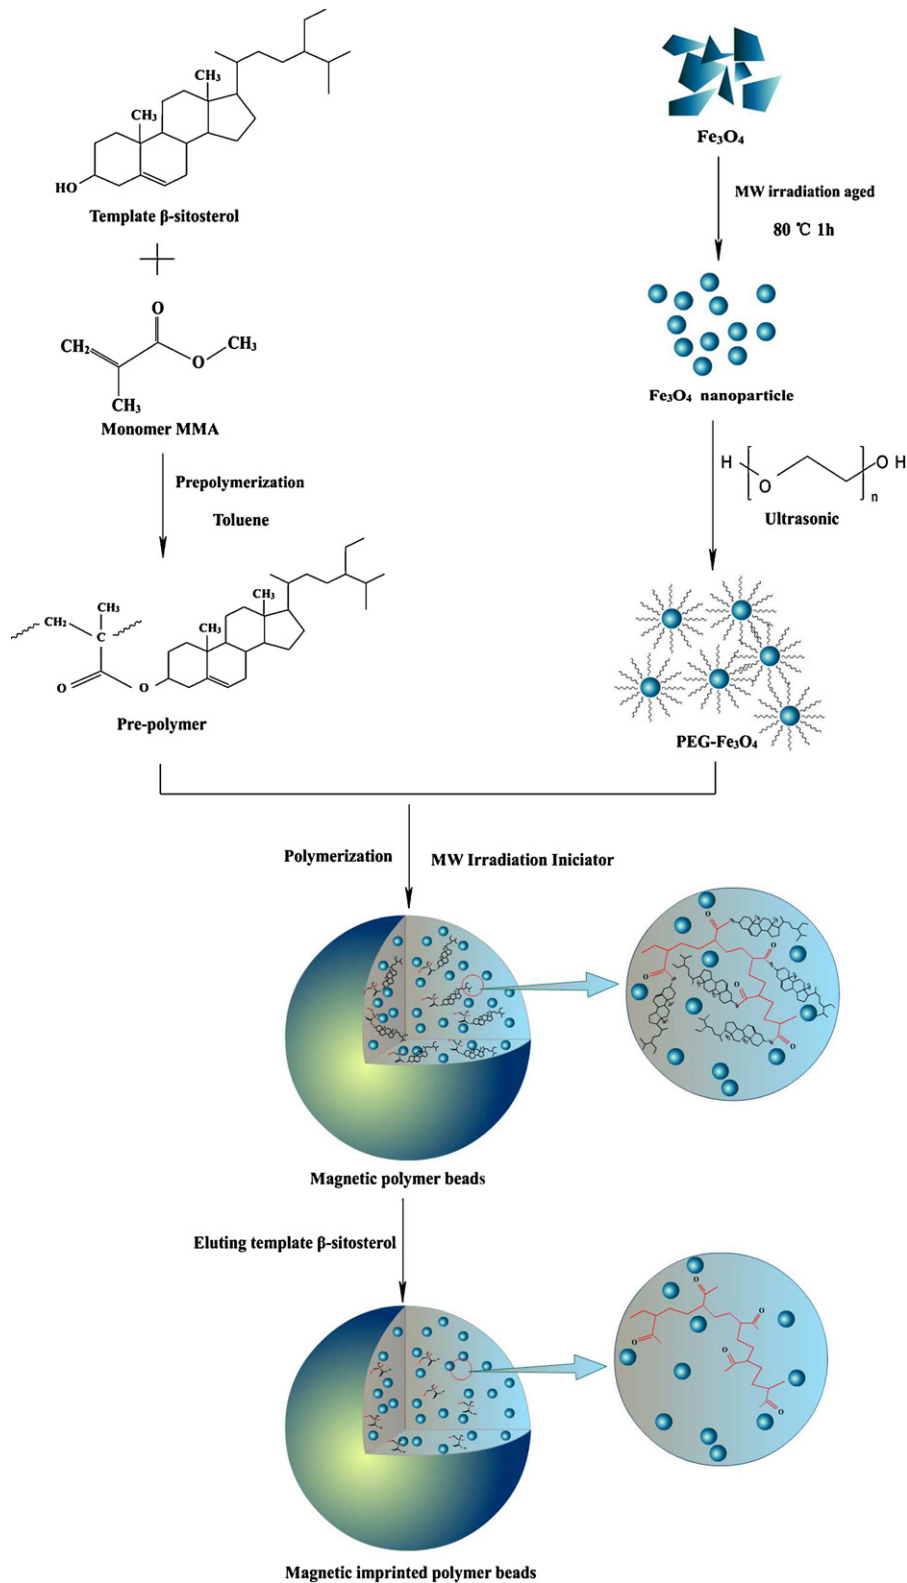 CH₃
CH₃
HO
Template β-sitosterol
O
CH₂
O
CH₃
CH₃
Monomer MMA
Prepolymerization
Toluene
CH₃
CH₂
C
O
O
CH₃
CH₃
Pre-polymer
Fe₃O₄
MW irradiation aged
80 ℃ 1h
Fe₃O₄ nanoparticle
H
O
n
OH
Ultrasonic
PEG-Fe₃O₄
Polymerization
MW Irradiation Iniciator
O
O
O
O
O
Magnetic polymer beads
Eluting template β-sitosterol
O
O
O
O
O
Magnetic imprinted polymer beads